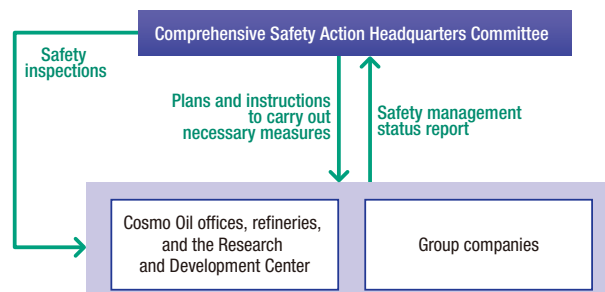 Comprehensive Safety Action Headquarters Committee
Safety
inspections
Plans and instructions
to carry out
necessary measures
Safety management
status report
Cosmo Oil offices, refineries,
and the Research
and Development Center
Group companies